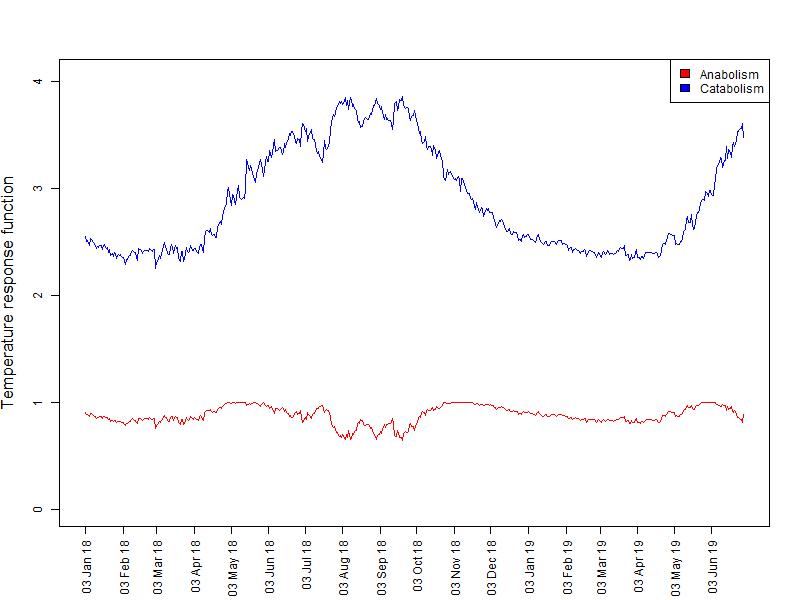 Anabolism
Catabolism
Temperature response function
4
3
2
1
0
03 Jan 18
03 Feb 18
03 Mar 18
03 Apr 18
03 May 18
03 Jun 18
03 Jul 18
03 Aug 18
03 Sep 18
03 Oct 18
03 Nov 18
03 Dec 18
03 Jan 19
03 Feb 19
03 Mar 19
03 Apr 19
03 May 19
03 Jun 19